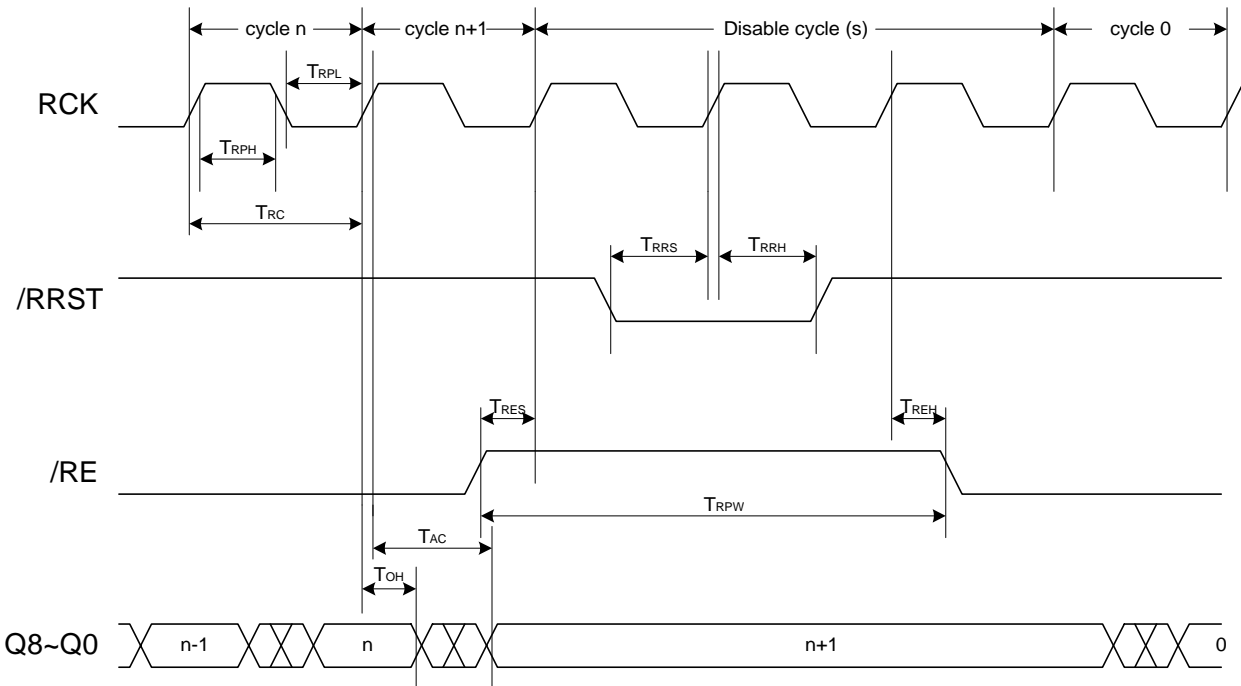 cycle n
cycle n+1
Disable cycle (s)
cycle 0
RCK
TRPL
TRPH
TRC
/RRST
TRRS
TRRH
/RE
TRES
TREH
TRPW
TAC
TOH
Q8~Q0
n-1
n
n+1
0